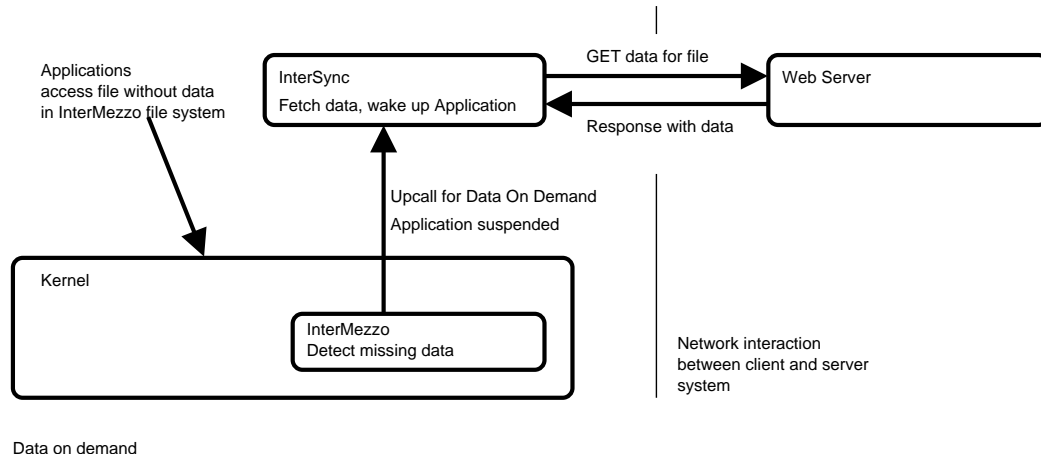 GET data for file
Applications
access file without data
in InterMezzo file system
InterSync
Fetch data, wake up Application
Web Server
Response with data
Upcall for Data On Demand
Application suspended
Kernel
InterMezzo
Detect missing data
Network interaction
between client and server
system
Data on demand